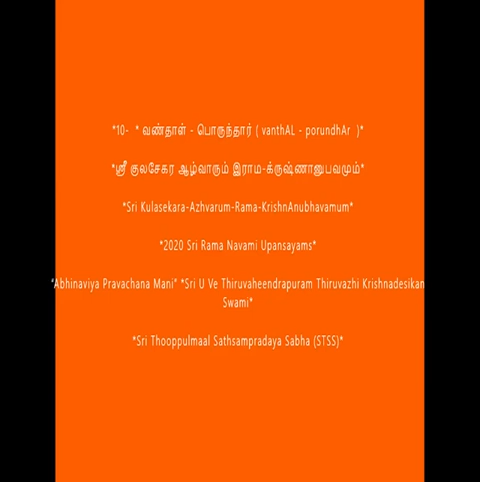 *10-  * வண்தாள் - பொருந்தார் ( vanthAL - porundhAr  )*
*ஸ்ரீ குலசேகர ஆழ்வாரும் இராம-க்ருஷ்ணானுபவமும்*
*Sri Kulasekara-Azhvarum-Rama-KrishnAnubhavamum*
*2020 Sri Rama Navami Upansayams*
“Abhinaviya Pravachana Mani” *Sri U Ve Thiruvaheendrapuram Thiruvazhi Krishnadesikan
Swami*
*Sri Thooppulmaal Sathsampradaya Sabha (STSS)*